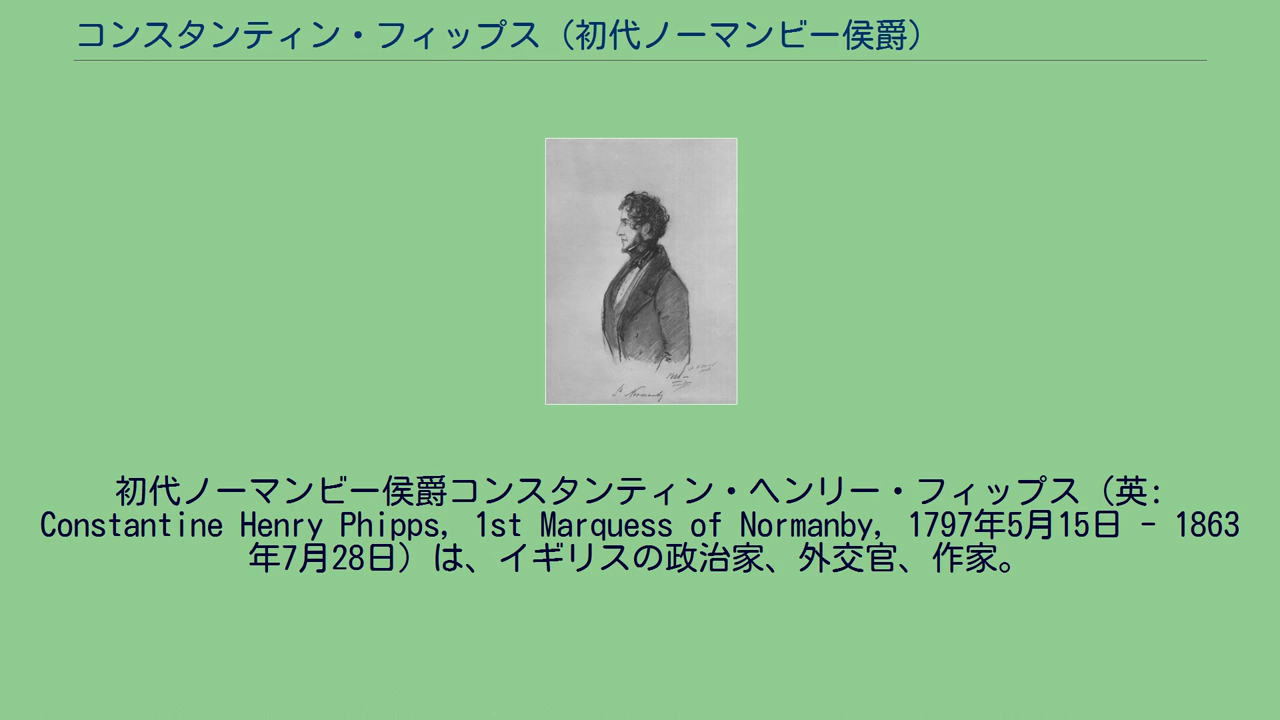 コンスタンティン・フィップス（初代ノーマンビー侯爵）
Normanby
初代ノーマンビー侯爵コンスタンティン・ヘンリー・フィップス（英:
Constantine Henry Phipps, 1st Marquess of Normanby, 1797年5月15日 - 1863
年7月28日）は、イギリスの政治家、外交官、作家。